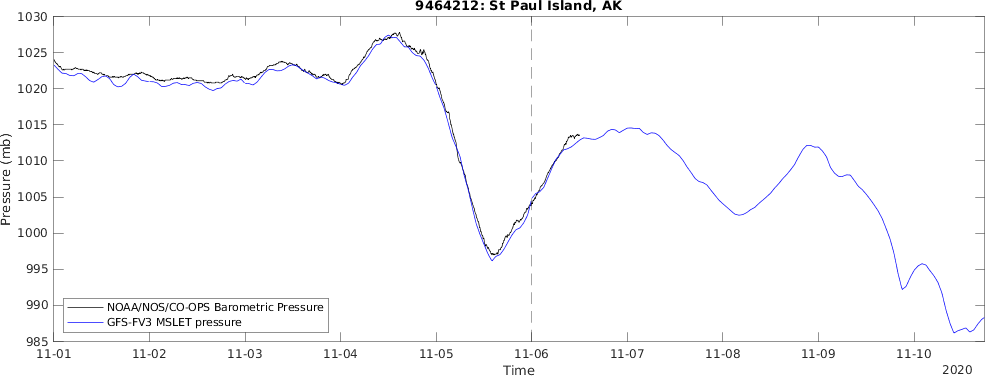 9464212: St Paul Island, AK
1030
1025
1020
1015
1010
1005
1000
995
990
985
Pressure (mb)
NOAA/NOS/CO-OPS Barometric Pressure
GFS-FV3 MSLET pressure
11-01 11-02 11-03 11-04 11-05 11-06 11-07 11-08 11-09 11-10
Time
2020